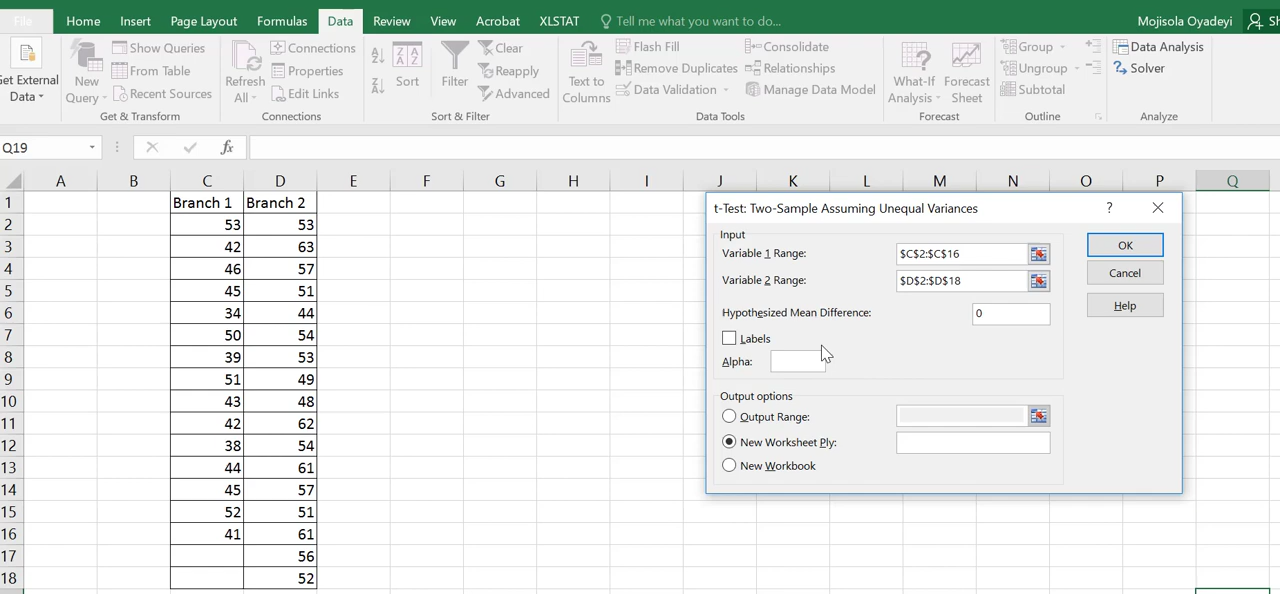 File Home Insert Page Layout Formulas Data Review View Acrobat XLSTAT Tell me what you want to do... Mojisola Oyadeyi Sh
Get External Data
New Query
Show Queries
From Table
Recent Sources
Get & Transform
Refresh All
Connections
Properties
Edit Links
Connections
Sort
Filter
Clear
Reapply
Advanced
Sort & Filter
Text to Columns
Flash Fill
Remove Duplicates
Data Validation
Consolidate
Relationships
Manage Data Model
Data Tools
What-If Analysis
Forecast Sheet
Forecast
Group
Ungroup
Subtotal
Outline
Data Analysis
Solver
Analyze
Q19 fx
A B C D E F G H I J K L M N O P Q
1 Branch 1 Branch 2
2 53 53
3 42 63
4 46 57
5 45 51
6 34 44
7 50 54
8 39 53
9 51 49
10 43 48
11 42 62
12 38 54
13 44 61
14 45 57
15 52 51
16 41 61
17 56
18 52
t-Test: Two-Sample Assuming Unequal Variances ?
Input
Variable 1 Range: $C$2:$C$16
Variable 2 Range: $D$2:$D$18
Hypothesized Mean Difference: 0
Labels
Alpha:
Output options
Output Range:
New Worksheet Ply:
New Workbook
OK
Cancel
Help